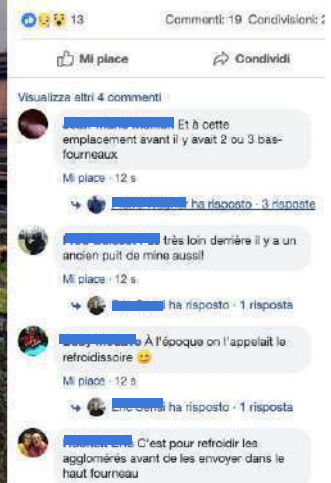 13 Commenti: 19 Condivisioni: 2
Mi piace Condividi
Visualizza altri 4 commenti
Et à cette
emplacement avant il y avait 2 ou 3 bas-
fourneaux
Mi piace · 12 s
ha risposto · 3 risposte
très loin derrière il y a un
ancien puit de mine aussi!
Mi piace · 12 s
ha risposto · 1 risposta
À l'époque on l'appelait le
refroidissoire 😊
Mi piace · 12 s
ha risposto · 1 risposta
C'est pour refroidir les
agglomérés avant de les envoyer dans le
haut fourneau